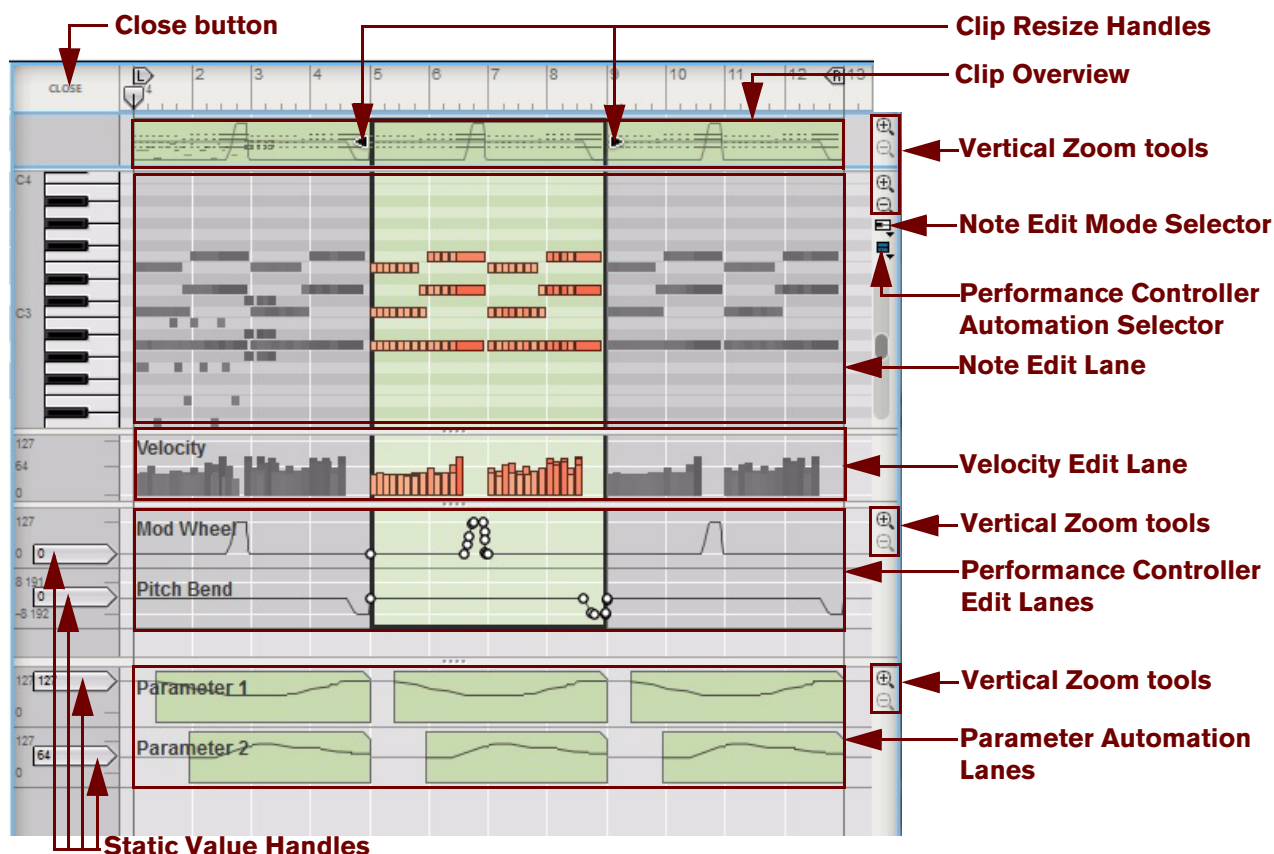 Close button
Clip Resize Handles
Clip Overview
CLOSE
L 2 3 4 5 6 7 8 9 10 11 12 R 13
4
Vertical Zoom tools
C4
Note Edit Mode Selector
Performance Controller
Automation Selector
C3
Note Edit Lane
127
Velocity
64
0
Velocity Edit Lane
127
Mod Wheel
0 0
Vertical Zoom tools
8 191
Pitch Bend
0
-8 192
Performance Controller
Edit Lanes
127 127
Parameter 1
0
Vertical Zoom tools
127
Parameter 2
64
0
Parameter Automation
Lanes
Static Value Handles